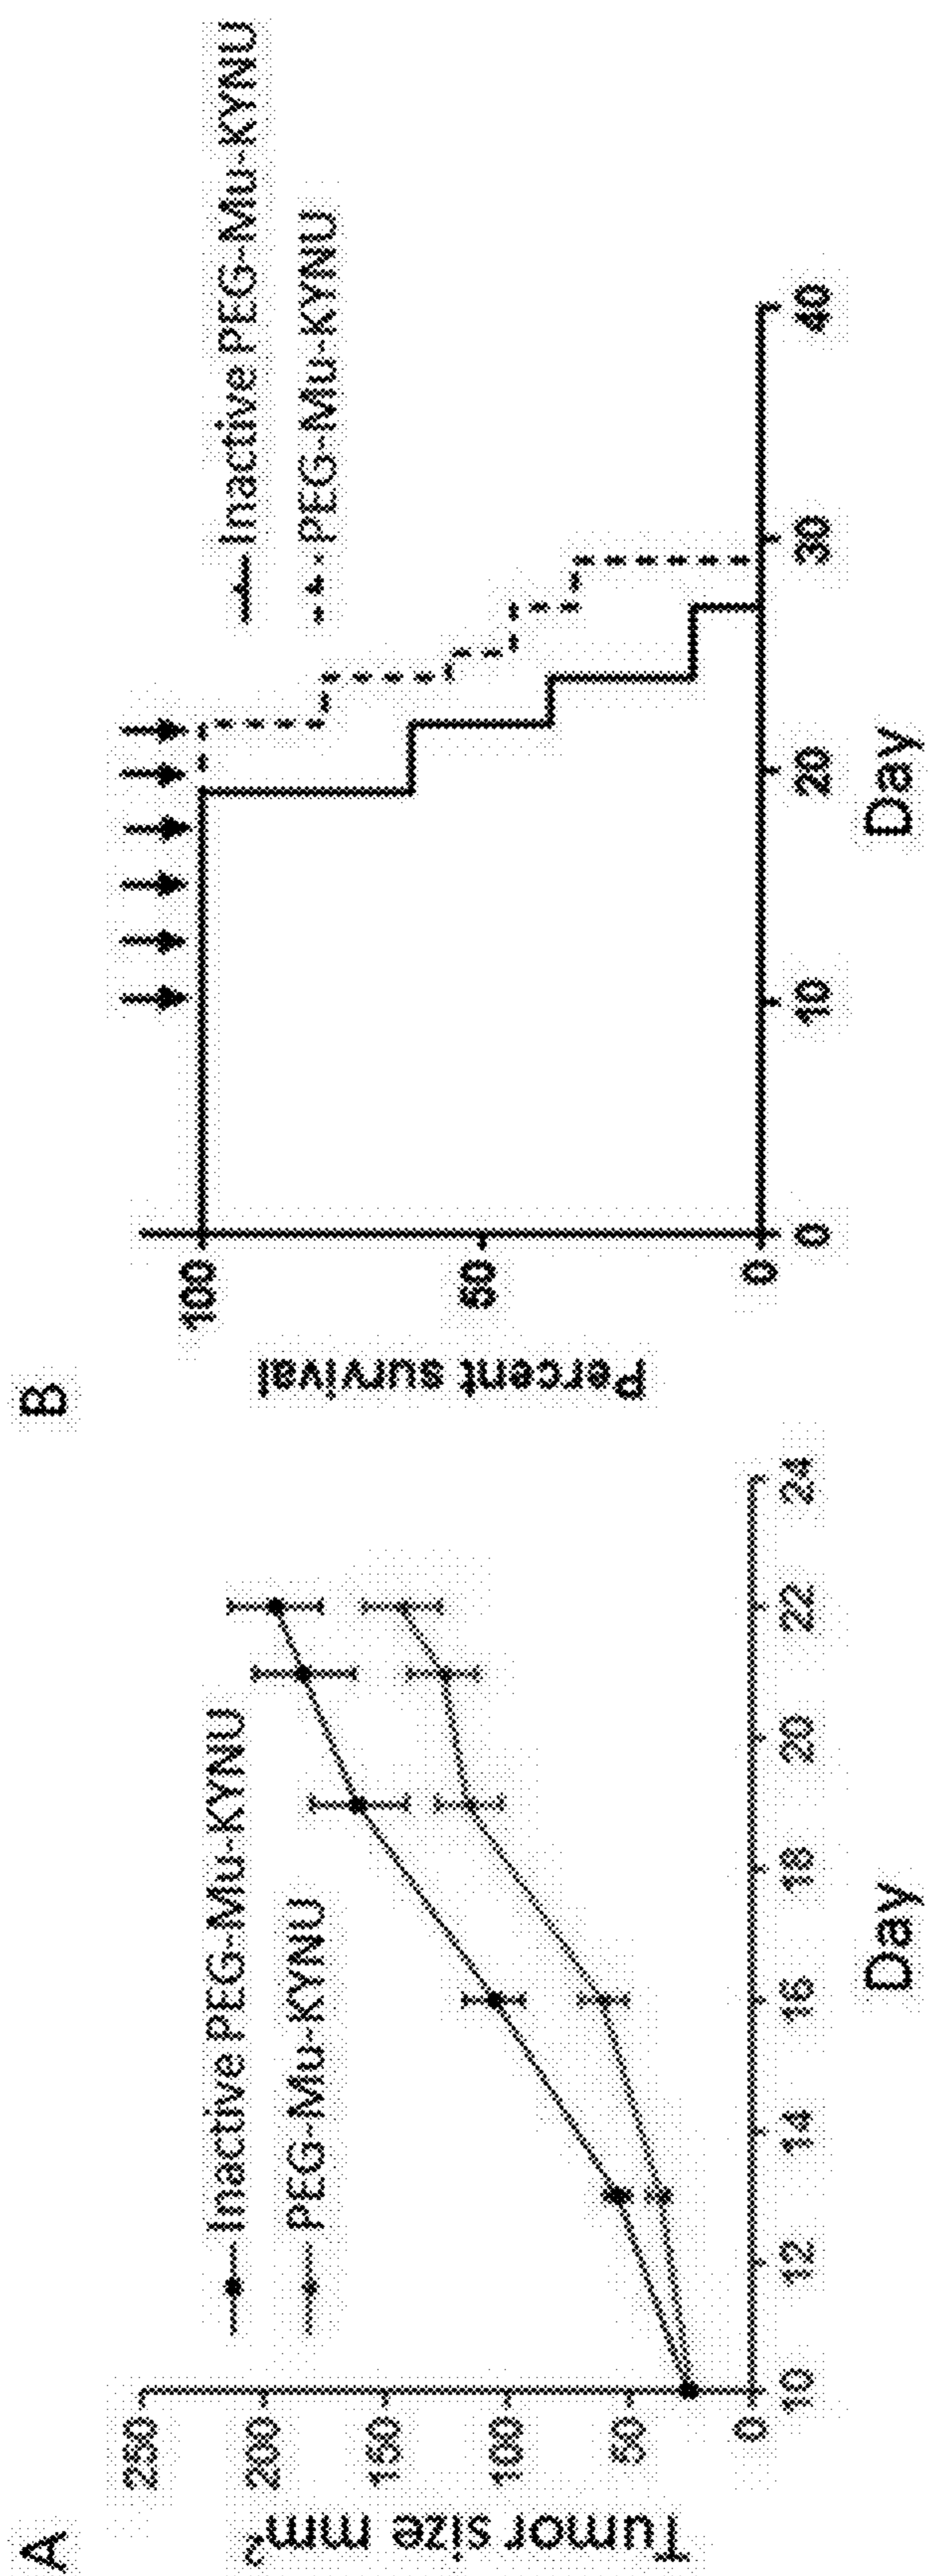 A
Tumor size mm²
250
200
150
100
50
0
10 12 14 16 18 20 22 24
Day
Inactive PEG-Mu-KYNU
PEG-Mu-KYNU
B
Percent survival
100
50
0
0 10 20 30 40
Day
Inactive PEG-Mu-KYNU
PEG-Mu-KYNU